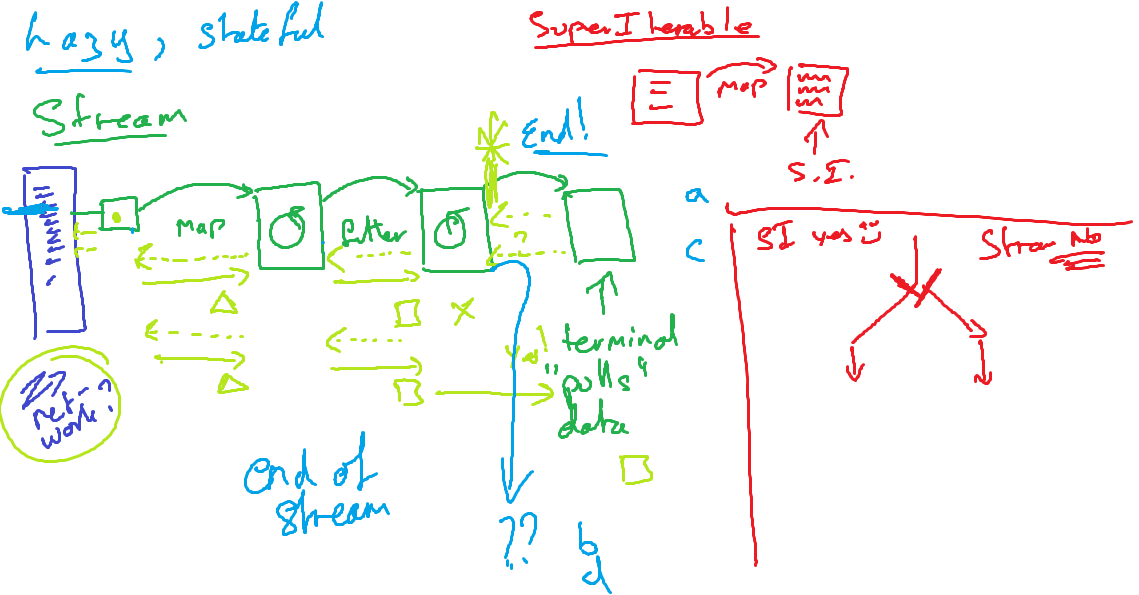 Lazy, stateful
SuperIterable
Map
S.I.
Stream
End!
Map
filter
?
a
c
SI yes
Stream No
X
yes!
terminal
"pulls"
data
net-
work?
end of
stream
??
b
d